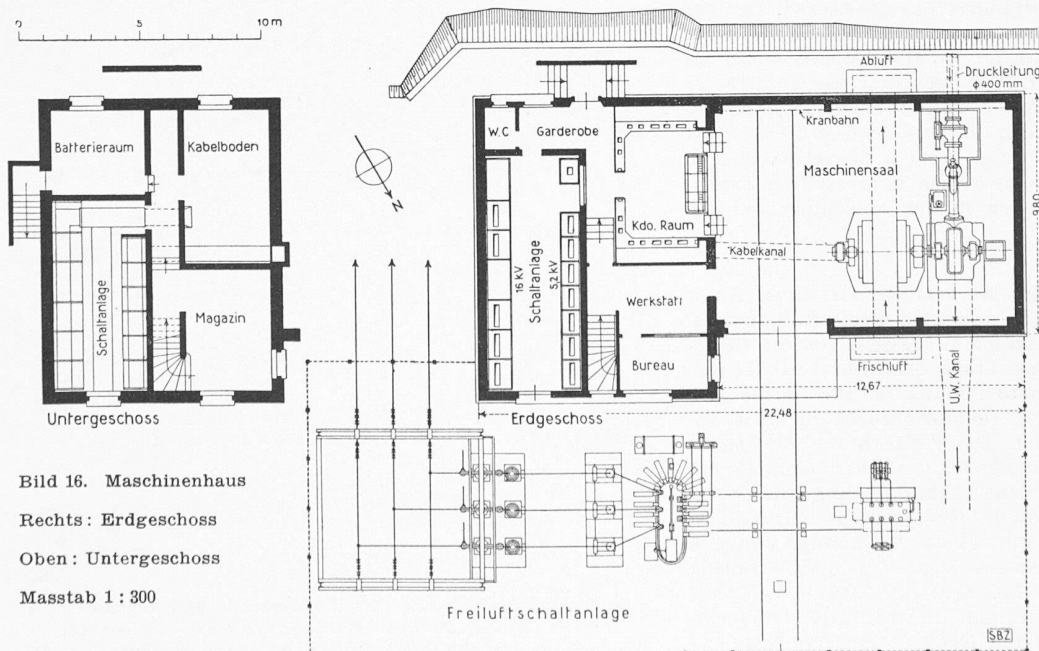 0 5 10 m
Batterieraum
Kabelboden
Schaltanlage
Magazin
Untergeschoss
N
Abluft
Druckleitung
ϕ 400 mm
Kranbahn
W.C
Garderobe
Maschinensaal
Kdo. Raum
9,80
16 kV
Schaltanlage
5,2 kV
Kabelkanal
Werkstatt
Bureau
Frischluft
U.W. Kanal
12,67
22,48
Erdgeschoss
Bild 16. Maschinenhaus
Rechts: Erdgeschoss
Oben: Untergeschoss
Masstab 1 : 300
Freiluftschaltanlage
SBZ